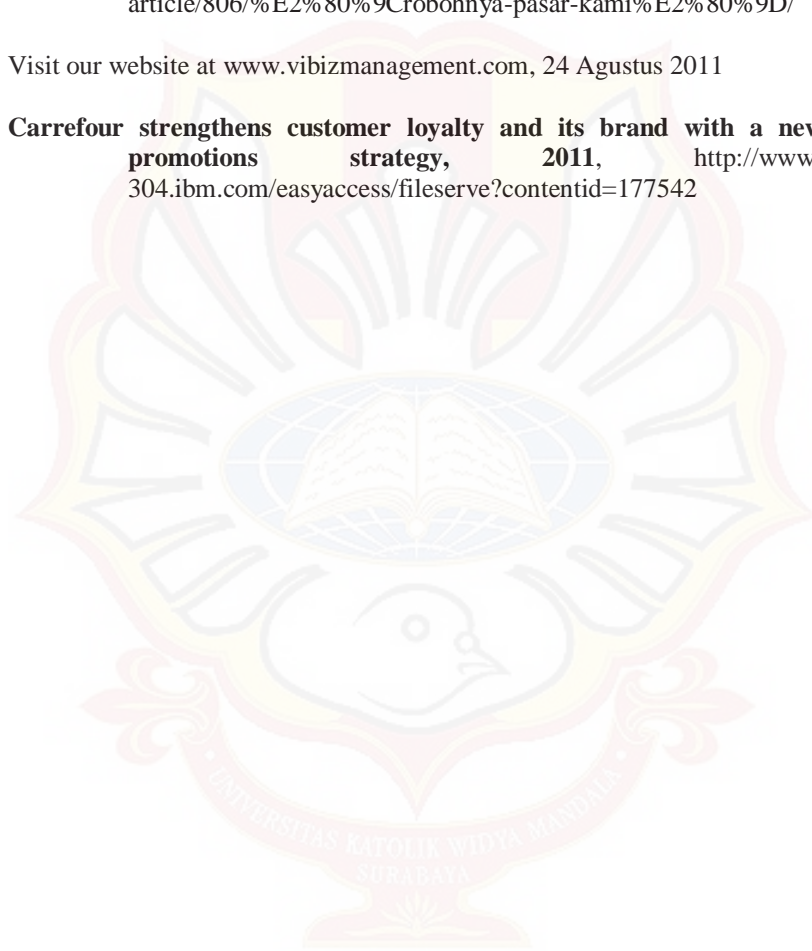 article/806/%E2%80%9Crobohnya-pasar-kami%E2%80%9D/
Visit our website at www.vibizmanagement.com, 24 Agustus 2011
Carrefour strengthens customer loyalty and its brand with a new
promotions strategy, 2011, http://www
304.ibm.com/easyaccess/fileserve?contentid=177542
UNIVERSITAS KATOLIK WIDYA MANDALA
SURABAYA